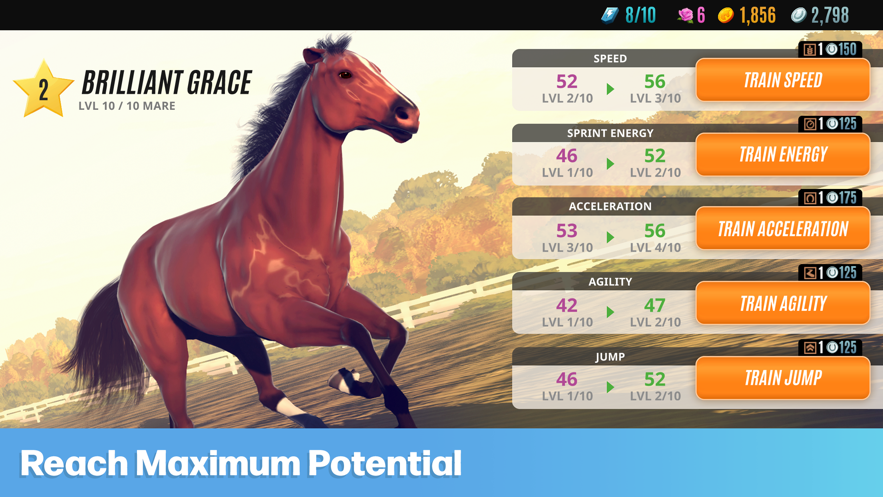 8/10 6 1,856 2,798
2
BRILLIANT GRACE
LVL 10 / 10 MARE
1 150
SPEED
52 56
LVL 2/10 LVL 3/10
TRAIN SPEED
1 125
SPRINT ENERGY
46 52
LVL 1/10 LVL 2/10
TRAIN ENERGY
1 175
ACCELERATION
53 56
LVL 3/10 LVL 4/10
TRAIN ACCELERATION
1 125
AGILITY
42 47
LVL 1/10 LVL 2/10
TRAIN AGILITY
1 125
JUMP
46 52
LVL 1/10 LVL 2/10
TRAIN JUMP
Reach Maximum Potential